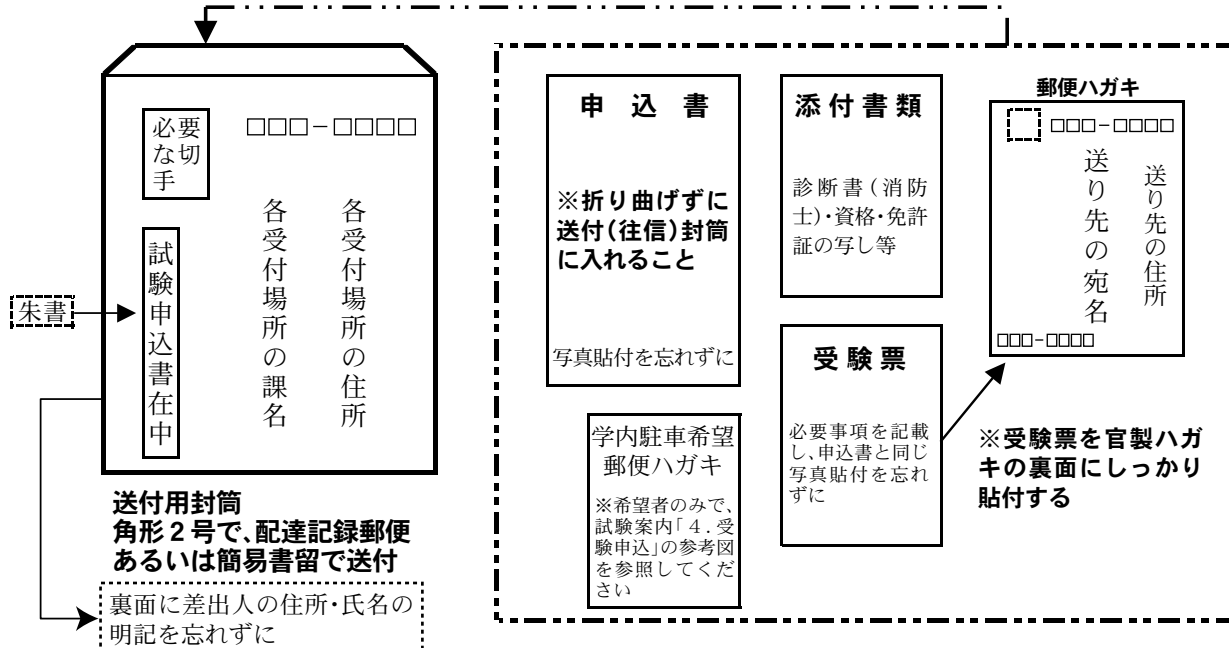 必要
な切
手
□□□-□□□□
各受付場所の住所
各受付場所の課名
試験申込書在中
朱書
送付用封筒
角形2号で、配達記録郵便
あるいは簡易書留で送付
裏面に差出人の住所・氏名の
明記を忘れずに
申込書
※折り曲げずに
送付(往信)封筒
に入れること
写真貼付を忘れずに
学内駐車希望
郵便ハガキ
※希望者のみで、
試験案内「4.受
験申込」の参考図
を参照してくだ
さい
添付書類
診断書(消防
士)・資格・免許
証の写し等
受験票
必要事項を記載
し、申込書と同じ
写真貼付を忘れ
ずに
郵便ハガキ
□□□-□□□□
送り先の住所
送り先の宛名
□□□-□□□□
※受験票を官製ハガ
キの裏面にしっかり
貼付する